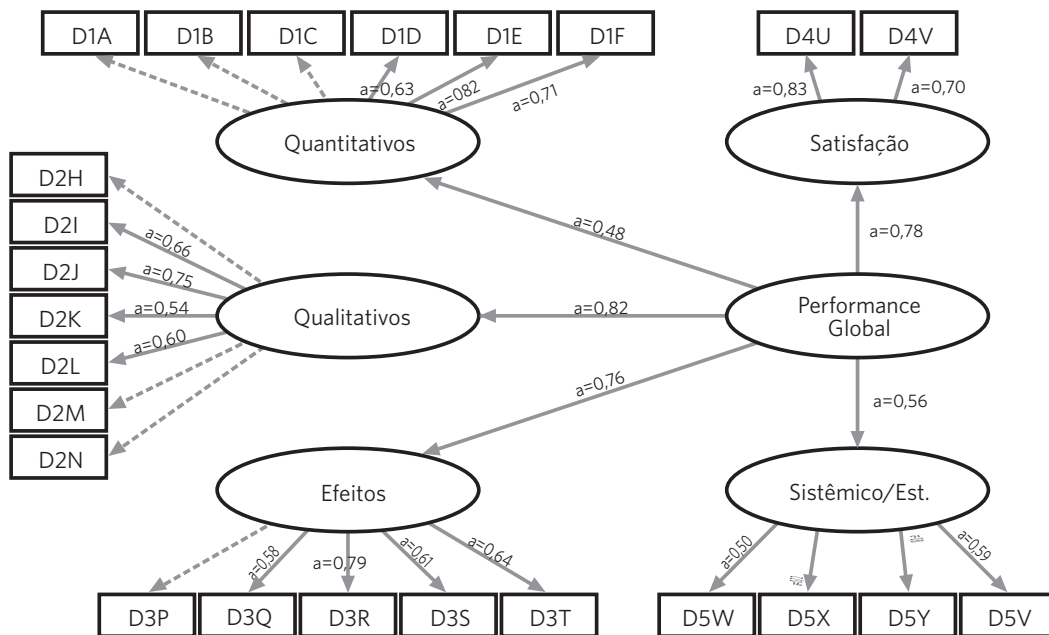 D1A
D1B
D1C
D1D
D1E
D1F
D4U
D4V
a=0,63
a=082
a=0,71
a=0,83
a=0,70
Quantitativos
Satisfação
D2H
D2I
D2J
D2K
D2L
D2M
D2N
a=0,66
a=0,75
a=0,54
a=0,60
Qualitativos
a=0,48
a=0,78
a=0,82
Performance
Global
a=0,76
a=0,56
Efeitos
Sistêmico/Est.
a=0,58
a=0,79
a=0,61
a=0,64
a=0,50
a=0,59
D3P
D3Q
D3R
D3S
D3T
D5W
D5X
D5Y
D5V